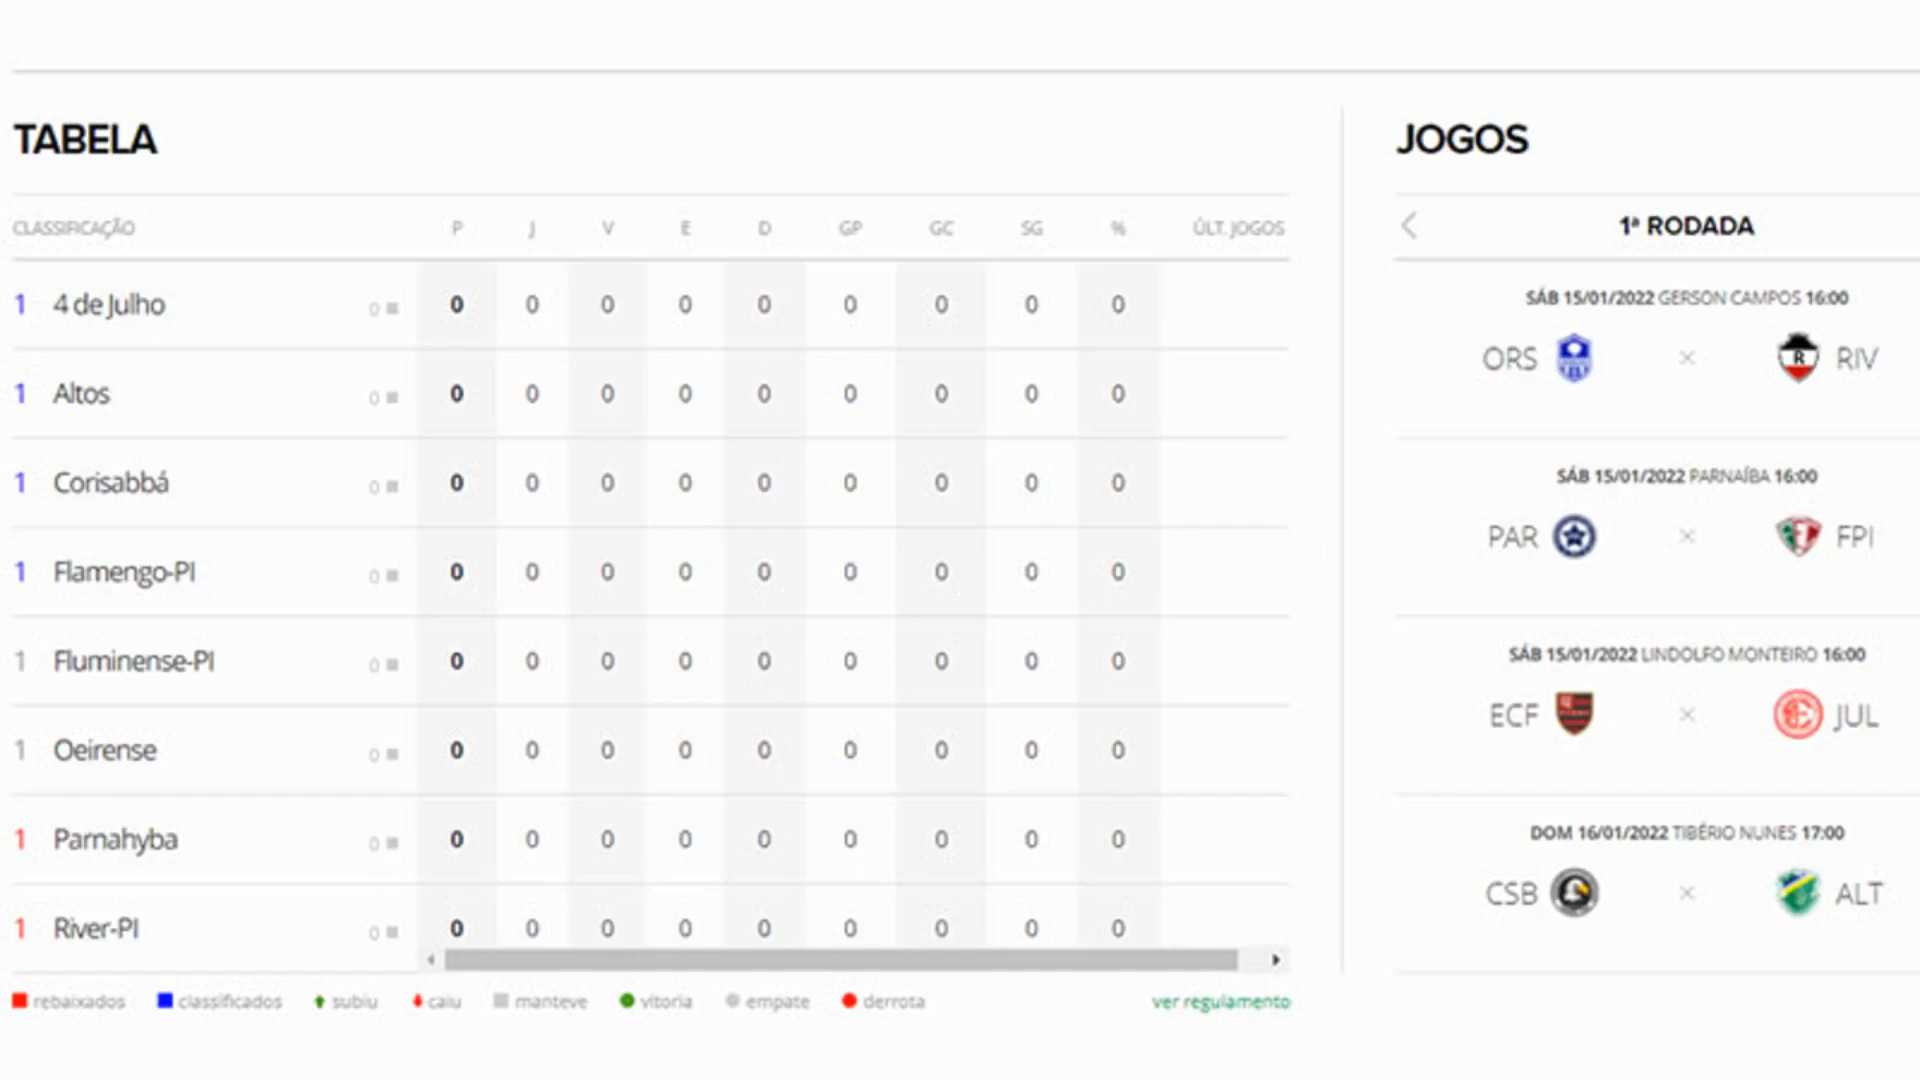 TABELA
CLASSIFICAÇÃO P J V E D GP GC SG % ÚLT. JOGOS
1 4 de Julho 0 0 0 0 0 0 0 0 0 0
1 Altos 0 0 0 0 0 0 0 0 0 0
1 Corisabbá 0 0 0 0 0 0 0 0 0 0
1 Flamengo-PI 0 0 0 0 0 0 0 0 0 0
1 Fluminense-PI 0 0 0 0 0 0 0 0 0 0
1 Oeirense 0 0 0 0 0 0 0 0 0 0
1 Parnahyba 0 0 0 0 0 0 0 0 0 0
1 River-PI 0 0 0 0 0 0 0 0 0 0
rebaixados classificados subiu caiu manteve vitoria empate derrota ver regulamento
JOGOS
1ª RODADA
SÁB 15/01/2022 GERSON CAMPOS 16:00
ORS × RIV
SÁB 15/01/2022 PARNAÍBA 16:00
PAR × FPI
SÁB 15/01/2022 LINDOLFO MONTEIRO 16:00
ECF × JUL
DOM 16/01/2022 TIBÉRIO NUNES 17:00
CSB × ALT